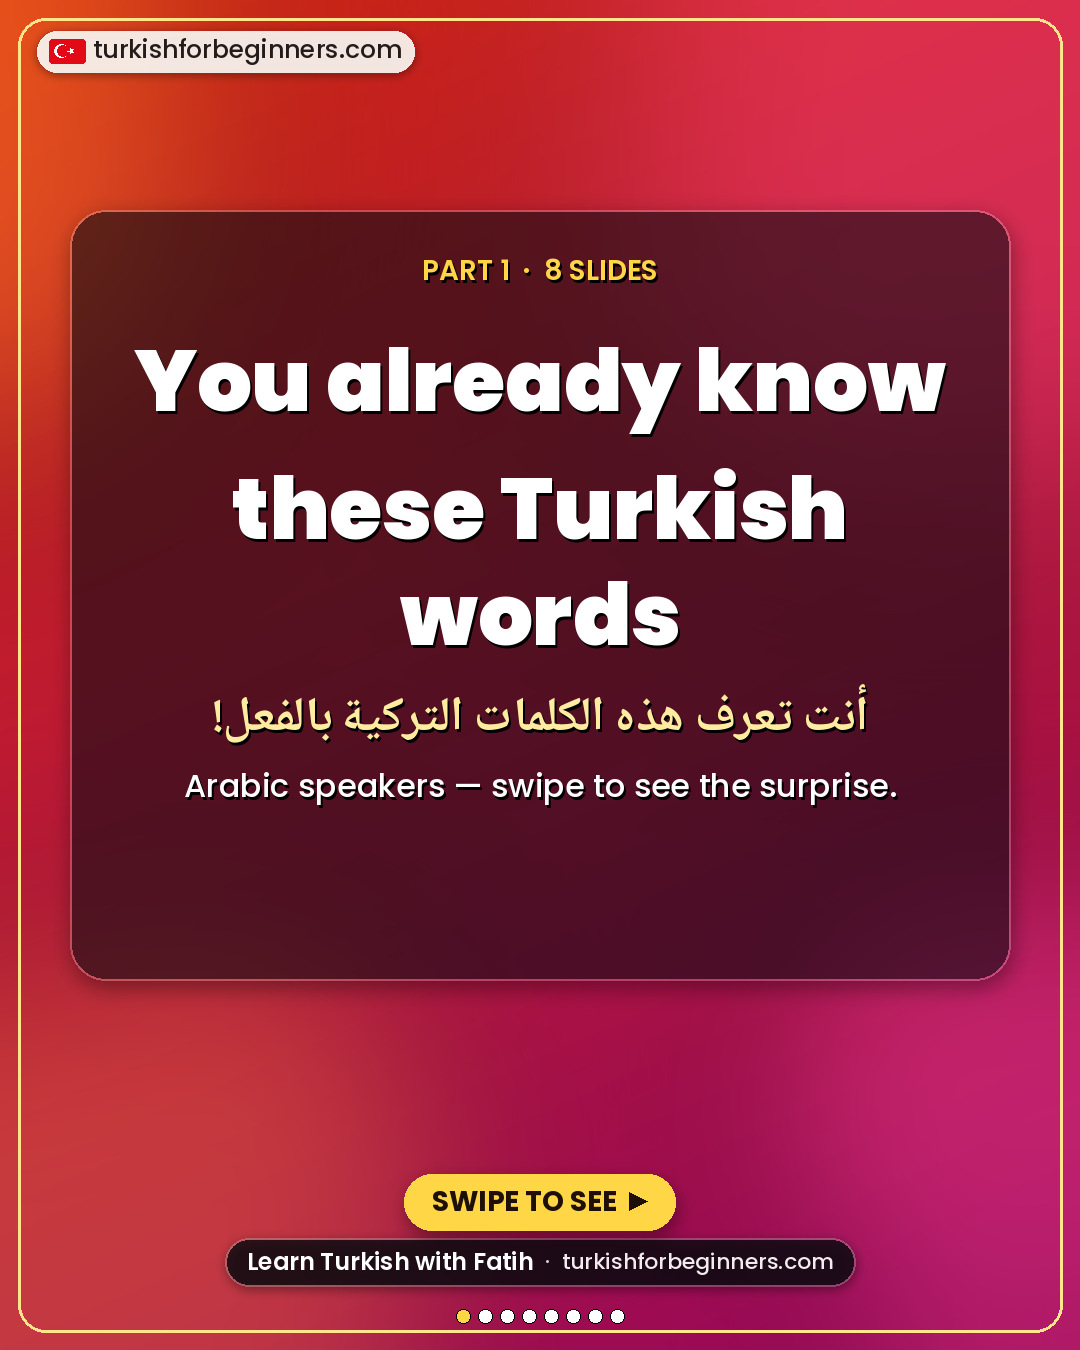 turkishforbeginners.com
PART 1 · 8 SLIDES
You already know
these Turkish
words
أنت تعرف هذه الكلمات التركية بالفعل!
Arabic speakers — swipe to see the surprise.
SWIPE TO SEE ▶
Learn Turkish with Fatih · turkishforbeginners.com